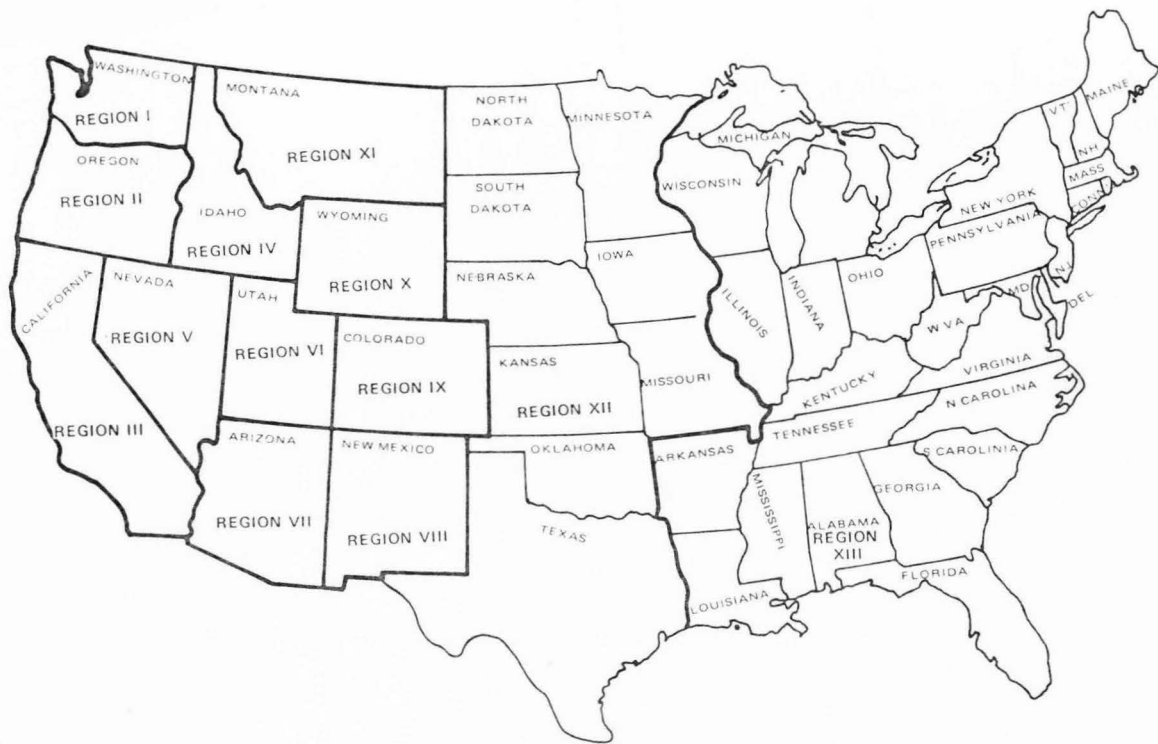 WASHINGTON
REGION I
OREGON
REGION II
CALIFORNIA
REGION III
IDAHO
REGION IV
NEVADA
REGION V
UTAH
REGION VI
ARIZONA
REGION VII
NEW MEXICO
REGION VIII
COLORADO
REGION IX
WYOMING
REGION X
MONTANA
REGION XI
NORTH
DAKOTA
SOUTH
DAKOTA
NEBRASKA
KANSAS
REGION XII
OKLAHOMA
TEXAS
MINNESOTA
IOWA
MISSOURI
ARKANSAS
LOUISIANA
WISCONSIN
MICHIGAN
ILLINOIS
INDIANA
OHIO
KENTUCKY
TENNESSEE
MISSISSIPPI
ALABAMA
REGION
XIII
GEORGIA
FLORIDA
S CAROLINIA
N CAROLINA
VIRGINIA
W VA
MD
DEL
N.J.
PENNSYLVANIA
NEW YORK
CONN
MASS
NH
VT
MAINE